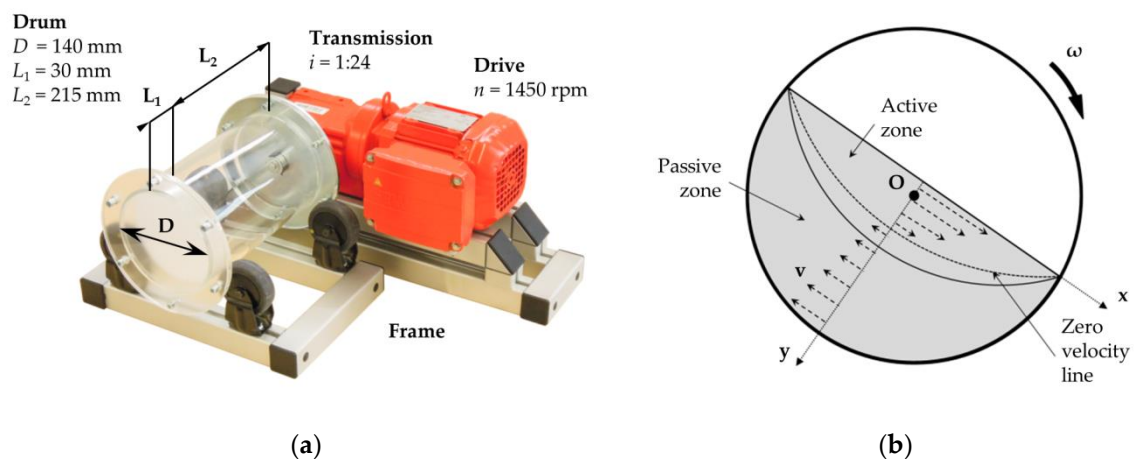 Drum
D = 140 mm
L₁ = 30 mm
L₂ = 215 mm
L₁
L₂
Transmission
i = 1:24
Drive
n = 1450 rpm
D
Frame
(a)
ω
Active
zone
Passive
zone
O
v
x
y
Zero
velocity
line
(b)